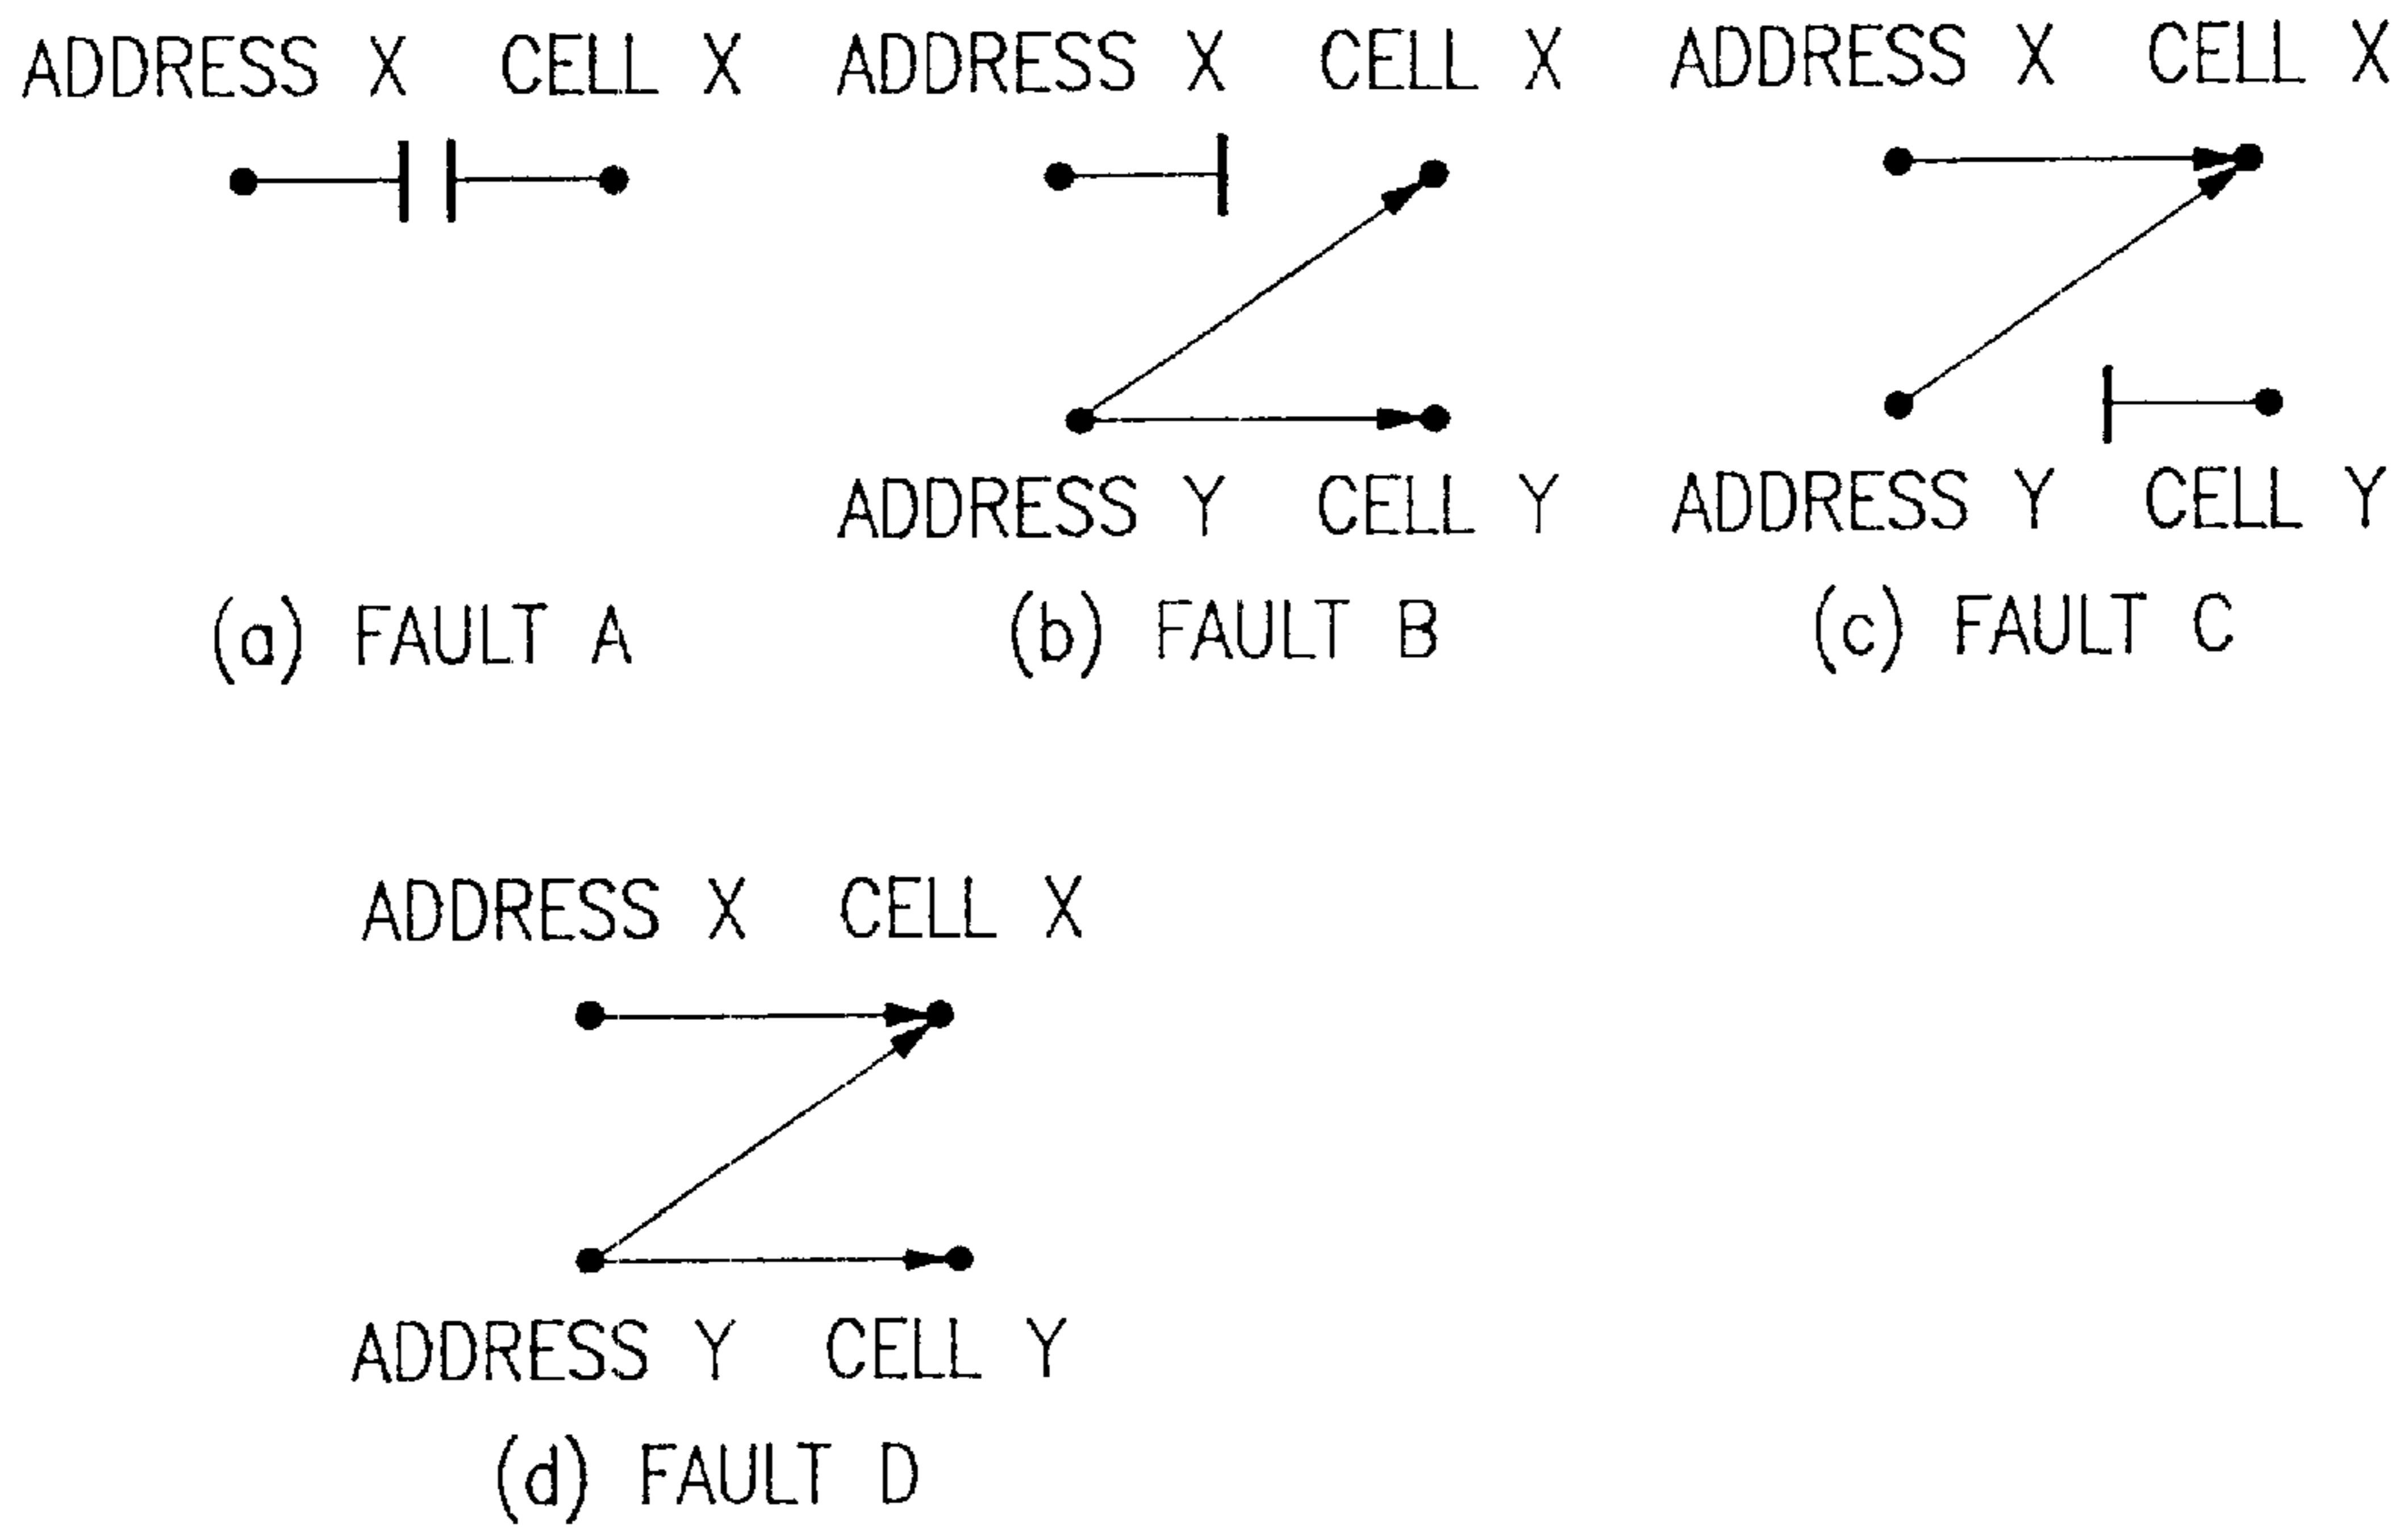 ADDRESS X CELL X ADDRESS X CELL X ADDRESS X CELL X
ADDRESS Y CELL Y ADDRESS Y CELL Y
(a) FAULT A (b) FAULT B (c) FAULT C
ADDRESS X CELL X
ADDRESS Y CELL Y
(d) FAULT D